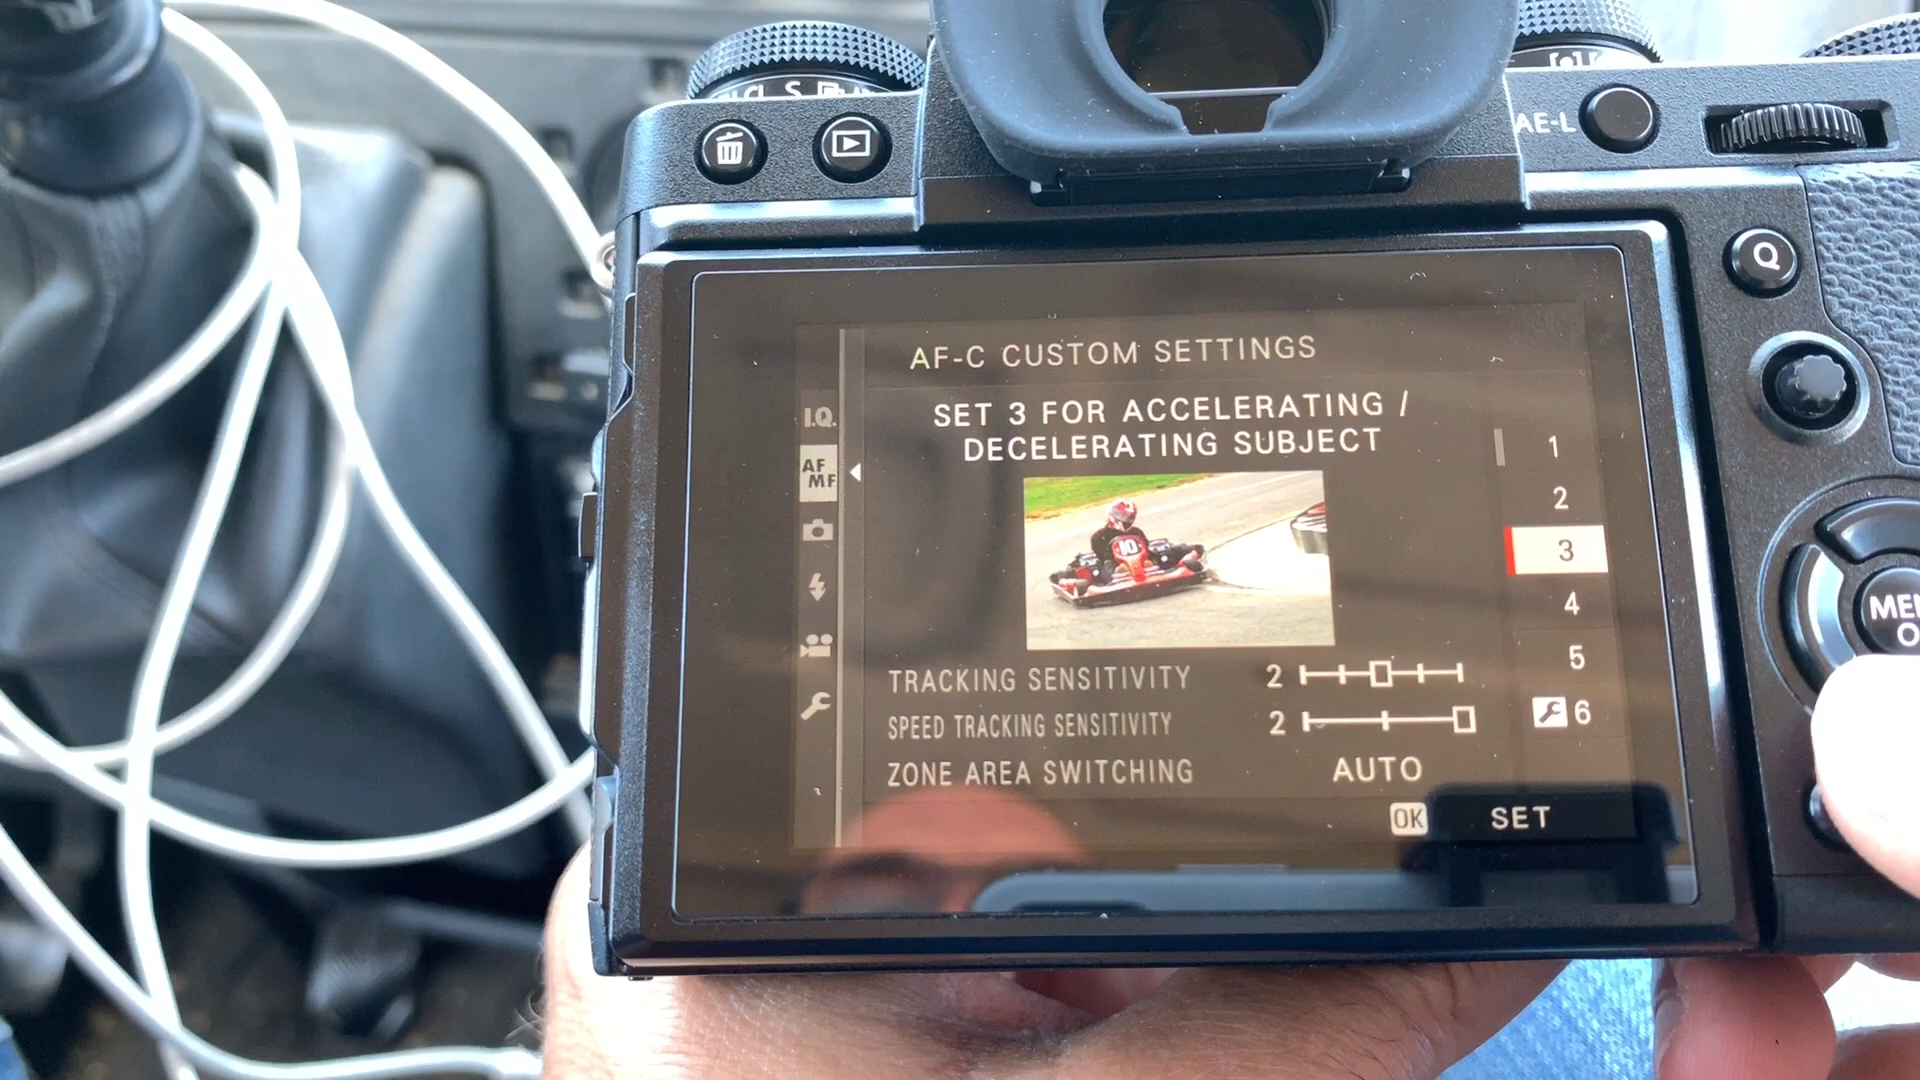 S
AE-L
Q
AF-C CUSTOM SETTINGS
SET 3 FOR ACCELERATING /
DECELERATING SUBJECT
I.Q.
AF
MF
10
1
2
3
4
5
6
TRACKING SENSITIVITY 2
SPEED TRACKING SENSITIVITY 2
ZONE AREA SWITCHING AUTO
OK SET